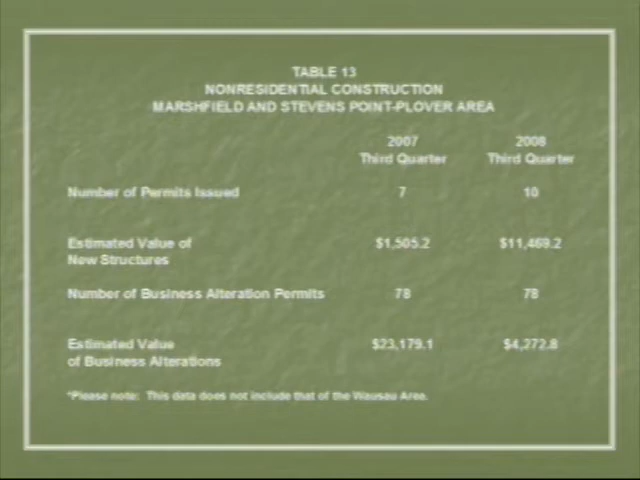 TABLE 13
NONRESIDENTIAL CONSTRUCTION
MARSHFIELD AND STEVENS POINT-PLOVER AREA
2007 2008
Third Quarter Third Quarter
Number of Permits Issued 7 10
Estimated Value of $1,505.2 $11,469.2
New Structures
Number of Business Alteration Permits 78 78
Estimated Value $23,179.1 $4,272.8
of Business Alterations
*Please note: This data does not include that of the Wausau Area.